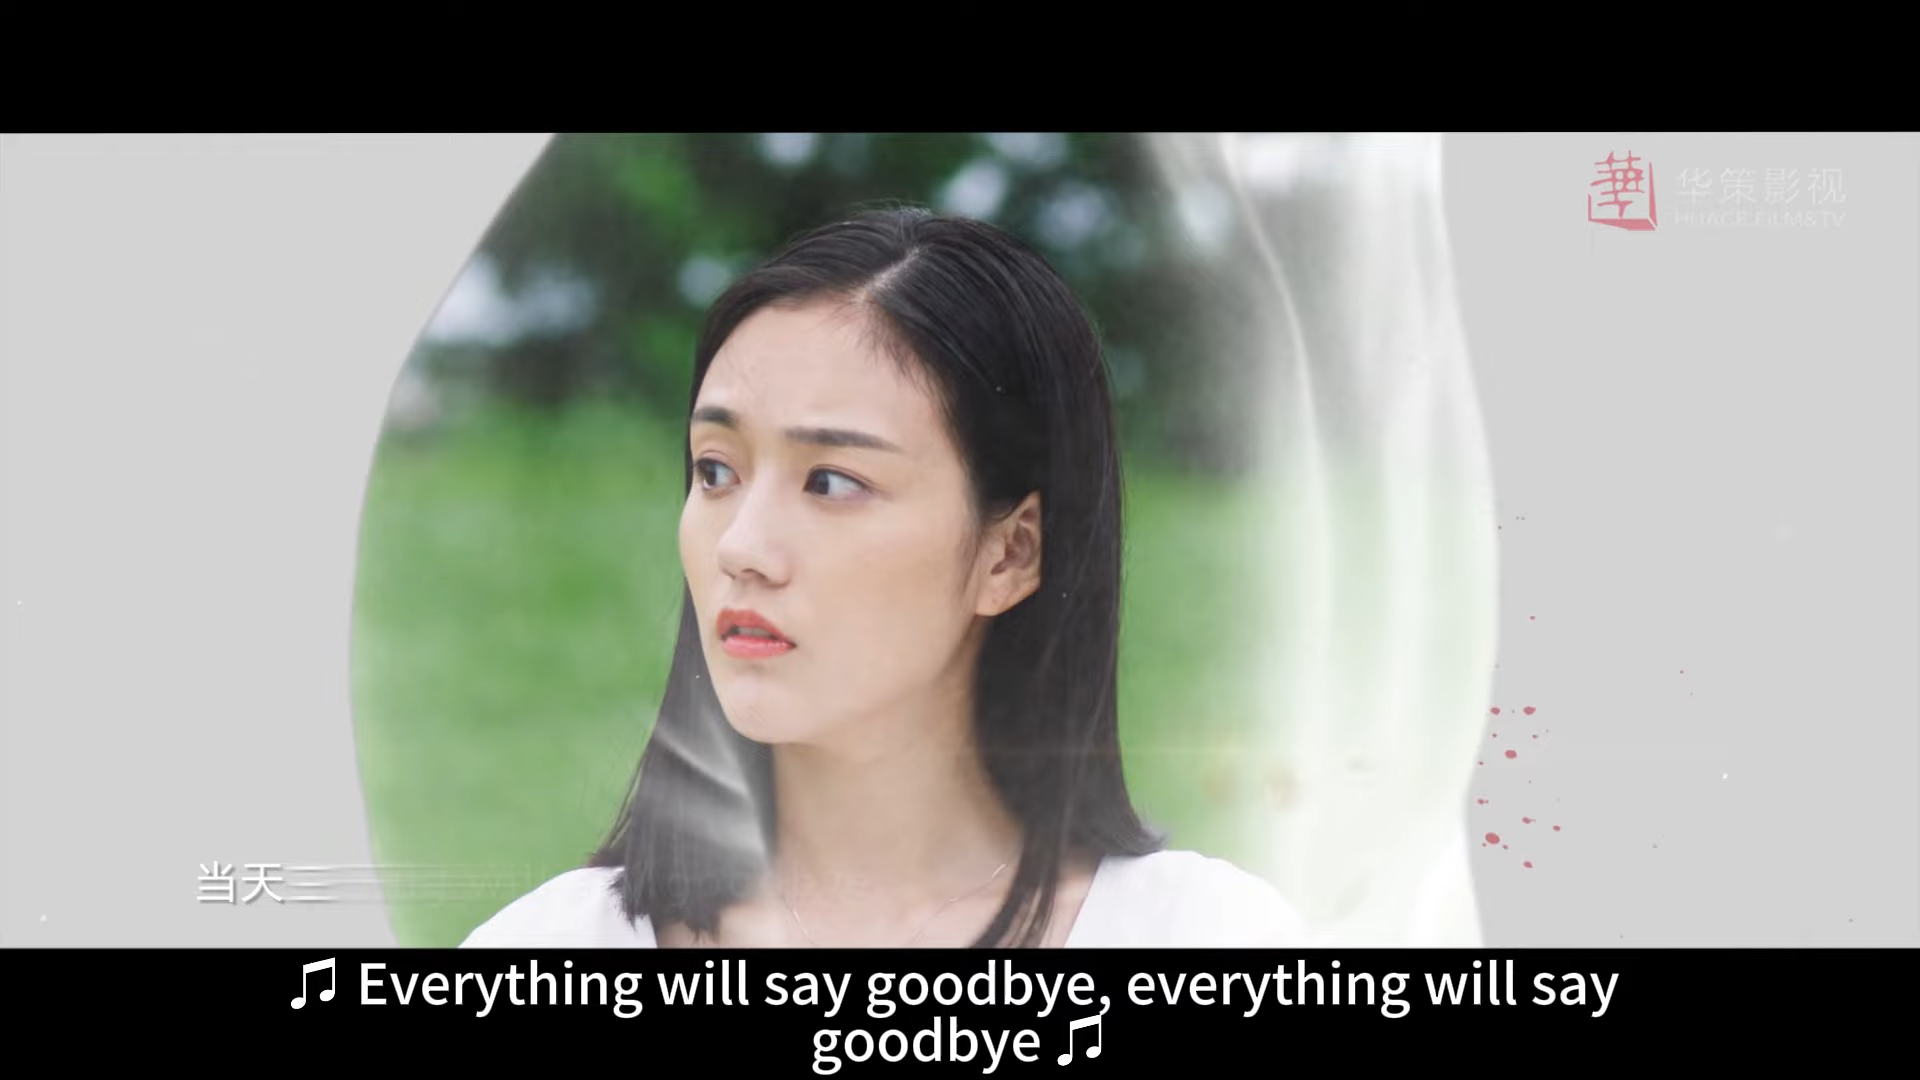 華 华策影视
HUACE FILM&TV
当天
♫ Everything will say goodbye, everything will say
goodbye ♫